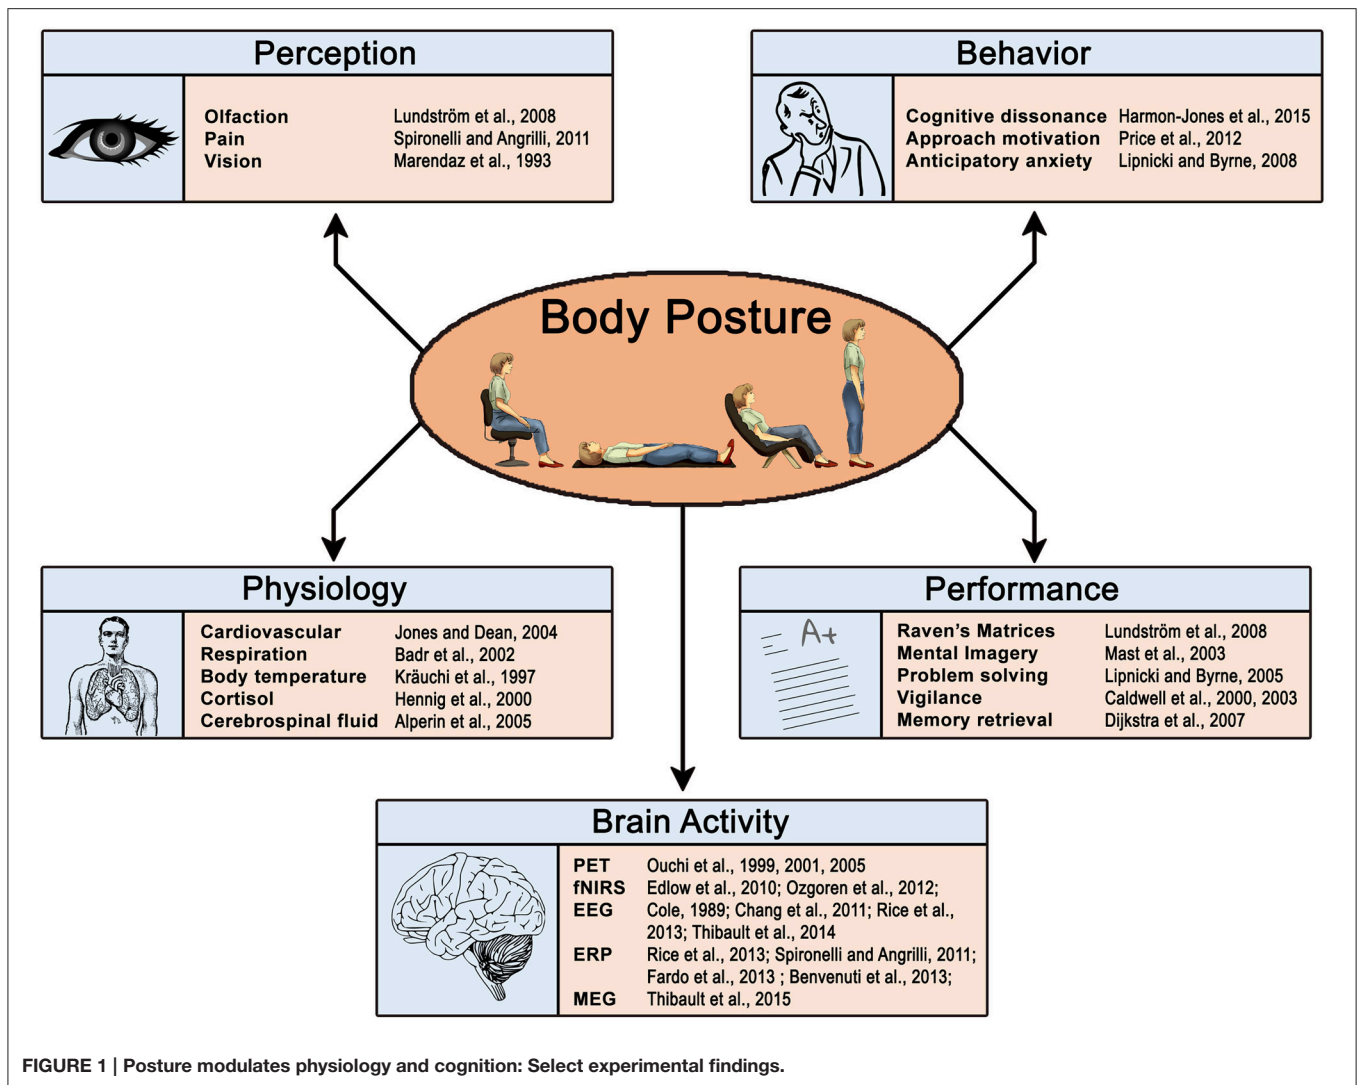 Perception
Olfaction Lundström et al., 2008
Pain Spironelli and Angrilli, 2011
Vision Marendaz et al., 1993
Behavior
Cognitive dissonance Harmon-Jones et al., 2015
Approach motivation Price et al., 2012
Anticipatory anxiety Lipnicki and Byrne, 2008
Body Posture
Physiology
Cardiovascular Jones and Dean, 2004
Respiration Badr et al., 2002
Body temperature Kräuchi et al., 1997
Cortisol Hennig et al., 2000
Cerebrospinal fluid Alperin et al., 2005
Performance
A+
Raven's Matrices Lundström et al., 2008
Mental Imagery Mast et al., 2003
Problem solving Lipnicki and Byrne, 2005
Vigilance Caldwell et al., 2000, 2003
Memory retrieval Dijkstra et al., 2007
Brain Activity
PET Ouchi et al., 1999, 2001, 2005
fNIRS Edlow et al., 2010; Ozgoren et al., 2012;
EEG Cole, 1989; Chang et al., 2011; Rice et al.,
2013; Thibault et al., 2014
ERP Rice et al., 2013; Spironelli and Angrilli, 2011;
Fardo et al., 2013 ; Benvenuti et al., 2013;
MEG Thibault et al., 2015
FIGURE 1 | Posture modulates physiology and cognition: Select experimental findings.